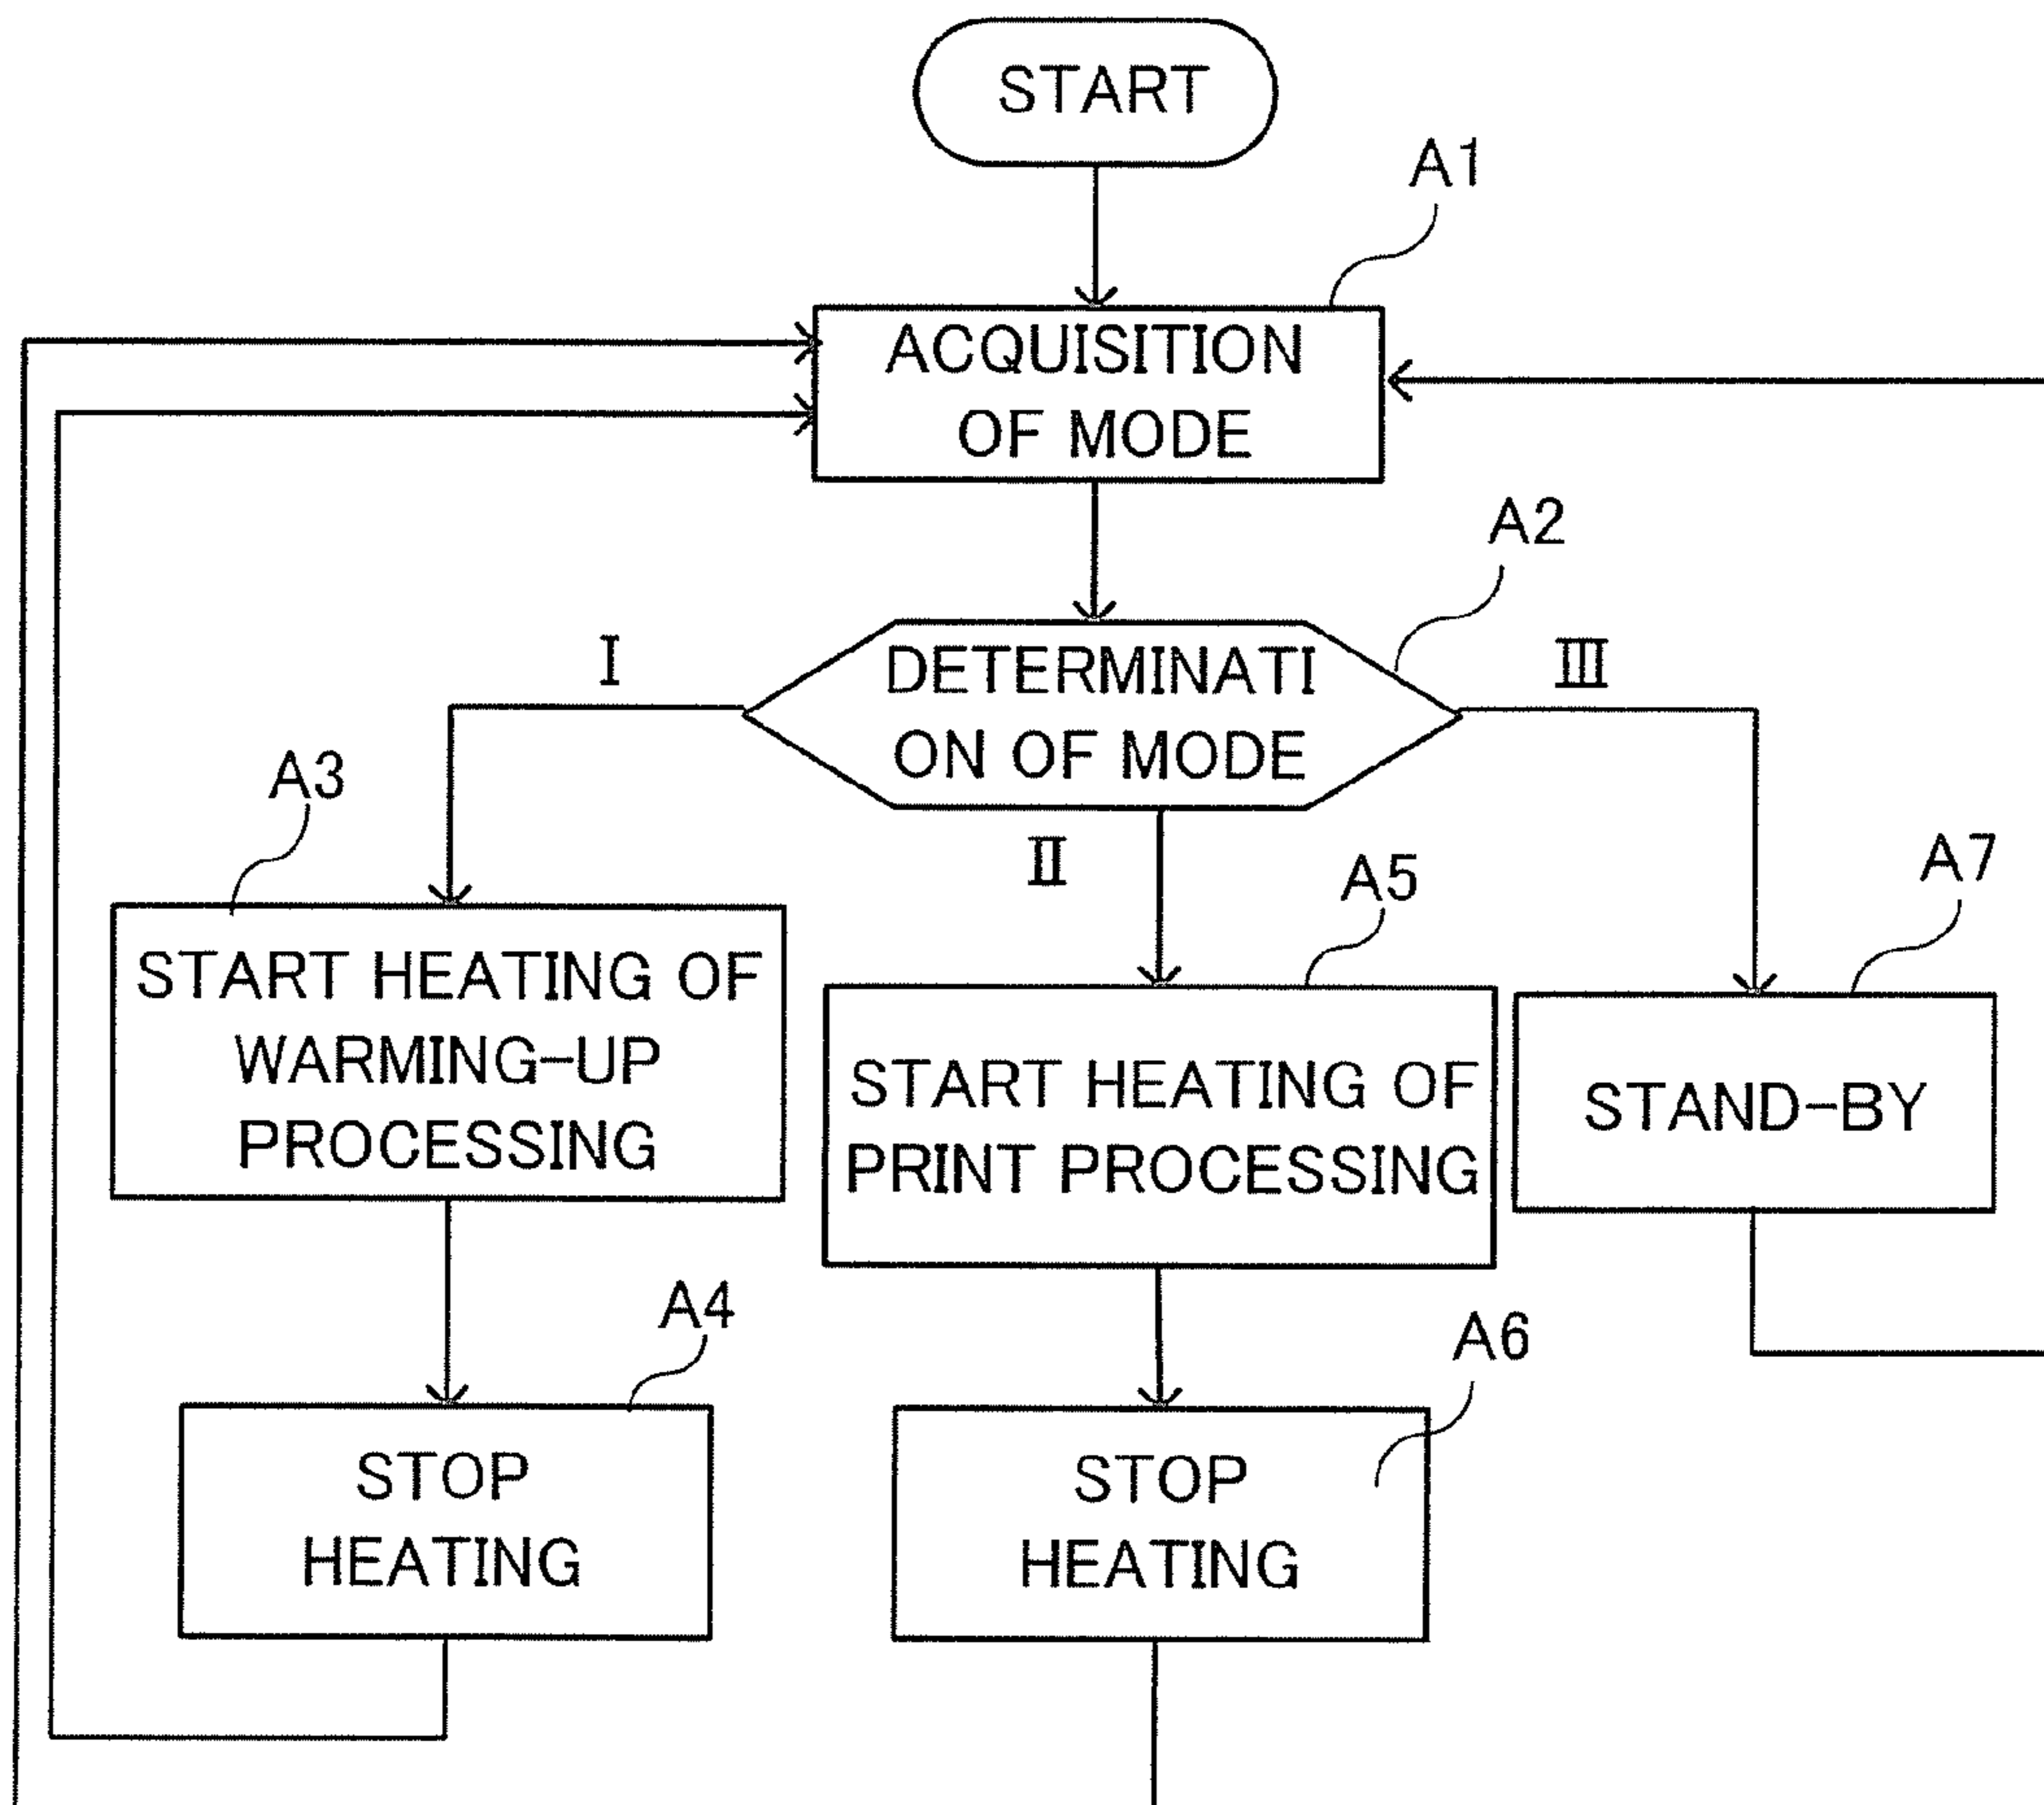 START
A1
ACQUISITION
OF MODE
A2
I
DETERMINATI
ON OF MODE
III
A3
II
A5
A7
START HEATING OF
WARMING-UP
PROCESSING
START HEATING OF
PRINT PROCESSING
STAND-BY
A4
A6
STOP
HEATING
STOP
HEATING